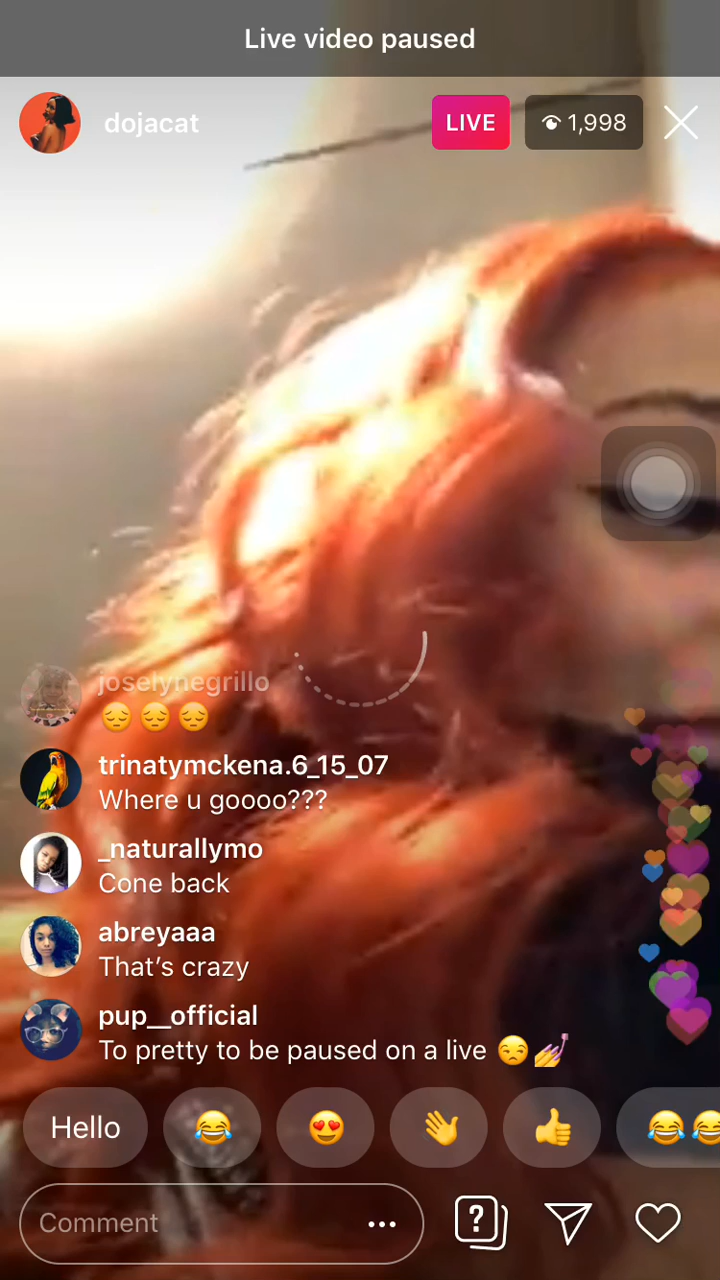 Live video paused
dojacat
LIVE
1,998
joselynegrillo
😔😔😔
trinatymckena.6_15_07
Where u goooo???
_naturallymo
Cone back
abreyaaa
That’s crazy
pup__official
To pretty to be paused on a live 😒💅
Hello 😂 😍 👋 👍 😂😂
Comment